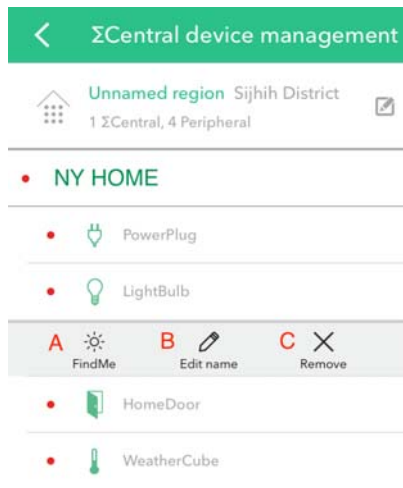 ΣCentral device management
Unnamed region Sijhih District
1 ΣCentral, 4 Peripheral
NY HOME
PowerPlug
LightBulb
A B C
FindMe Edit name Remove
HomeDoor
WeatherCube